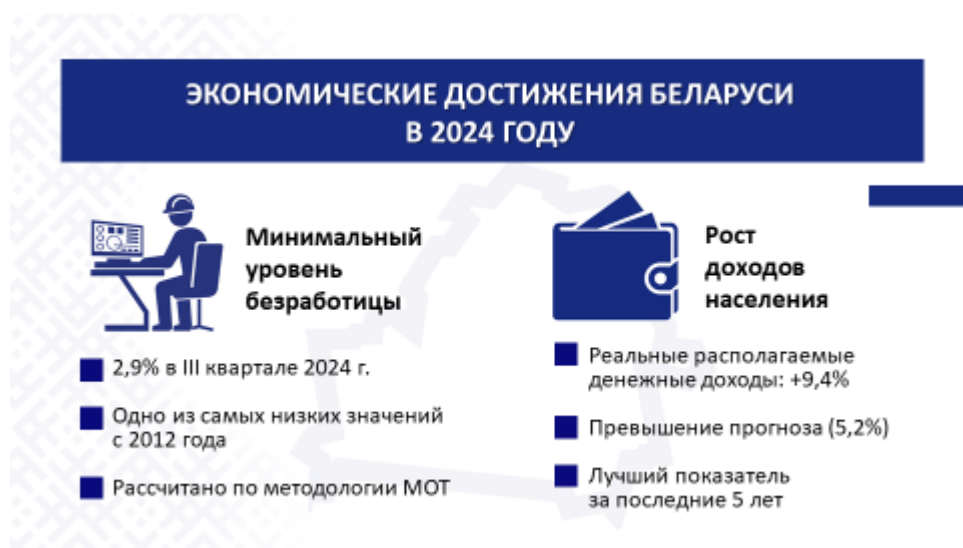 ЭКОНОМИЧЕСКИЕ ДОСТИЖЕНИЯ БЕЛАРУСИ
В 2024 ГОДУ
Минимальный
уровень
безработицы
2,9% в III квартале 2024 г.
Одно из самых низких значений
с 2012 года
Рассчитано по методологии МОТ
Рост
доходов
населения
Реальные располагаемые
денежные доходы: +9,4%
Превышение прогноза (5,2%)
Лучший показатель
за последние 5 лет